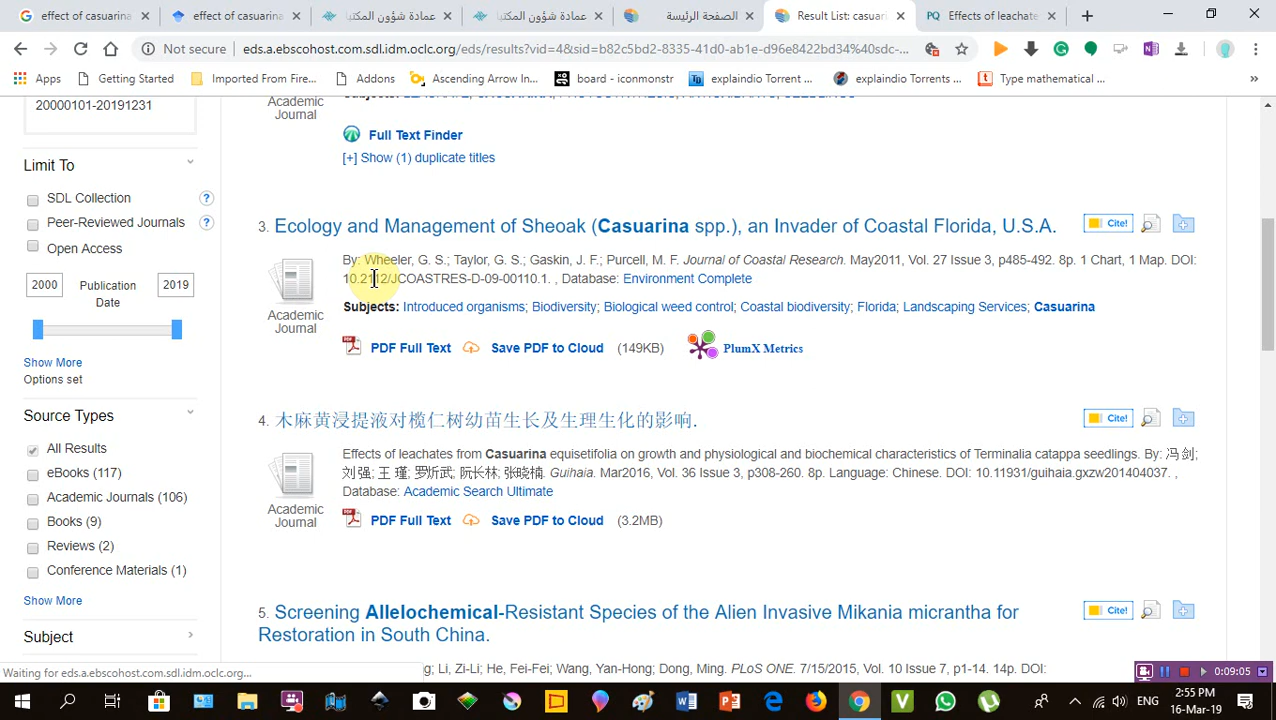 effect of casuarina
effect of casuarina
عمادة شؤون المكتبا
عمادة شؤون المكتبا
الصفحة الرئيسة
Result List: casuari
PQ Effects of leachate
Not secure eds.a.ebscohost.com.sdl.idm.oclc.org/eds/results?vid=4&sid=b82c5bd2-8335-41d0-ab1e-d96e8422bd34%40sdc-...
Apps Getting Started Imported From Fire... Addons Ascending Arrow In... board - iconmonstr explaindio Torrent ... explaindio Torrents ... Type mathematical ... »
20000101-20191231
Limit To
SDL Collection ?
Peer-Reviewed Journals ?
Open Access
2000 Publication Date 2019
Show More
Options set
Source Types
All Results
eBooks (117)
Academic Journals (106)
Books (9)
Reviews (2)
Conference Materials (1)
Show More
Subject
Academic
Journal
Full Text Finder
[+] Show (1) duplicate titles
3. Ecology and Management of Sheoak (Casuarina spp.), an Invader of Coastal Florida, U.S.A.
Cite!
By: Wheeler, G. S.; Taylor, G. S.; Gaskin, J. F.; Purcell, M. F. Journal of Coastal Research. May2011, Vol. 27 Issue 3, p485-492. 8p. 1 Chart, 1 Map. DOI:
10.2112/JCOASTRES-D-09-00110.1. , Database: Environment Complete
Academic
Journal
Subjects: Introduced organisms; Biodiversity; Biological weed control; Coastal biodiversity; Florida; Landscaping Services; Casuarina
PDF Full Text Save PDF to Cloud (149KB) PlumX Metrics
4. 木麻黄浸提液对榄仁树幼苗生长及生理生化的影响.
Cite!
Effects of leachates from Casuarina equisetifolia on growth and physiological and biochemical characteristics of Terminalia catappa seedlings. By: 冯 剑;
刘 强; 王 瑾; 罗炘武; 阮长林; 张晓楠. Guihaia. Mar2016, Vol. 36 Issue 3, p308-260. 8p. Language: Chinese. DOI: 10.11931/guihaia.gxzw201404037. ,
Database: Academic Search Ultimate
Academic
Journal
PDF Full Text Save PDF to Cloud (3.2MB)
5. Screening Allelochemical-Resistant Species of the Alien Invasive Mikania micrantha for
Restoration in South China.
Cite!
Li, Zi-Li; He, Fei-Fei; Wang, Yan-Hong; Dong, Ming. PLoS ONE. 7/15/2015, Vol. 10 Issue 7, p1-14. 14p. DOI:
Waiting for eds.a.ebscohost.com.sdl.idm.oclc.org...
0:09:05
ENG 2:55 PM
16-Mar-19